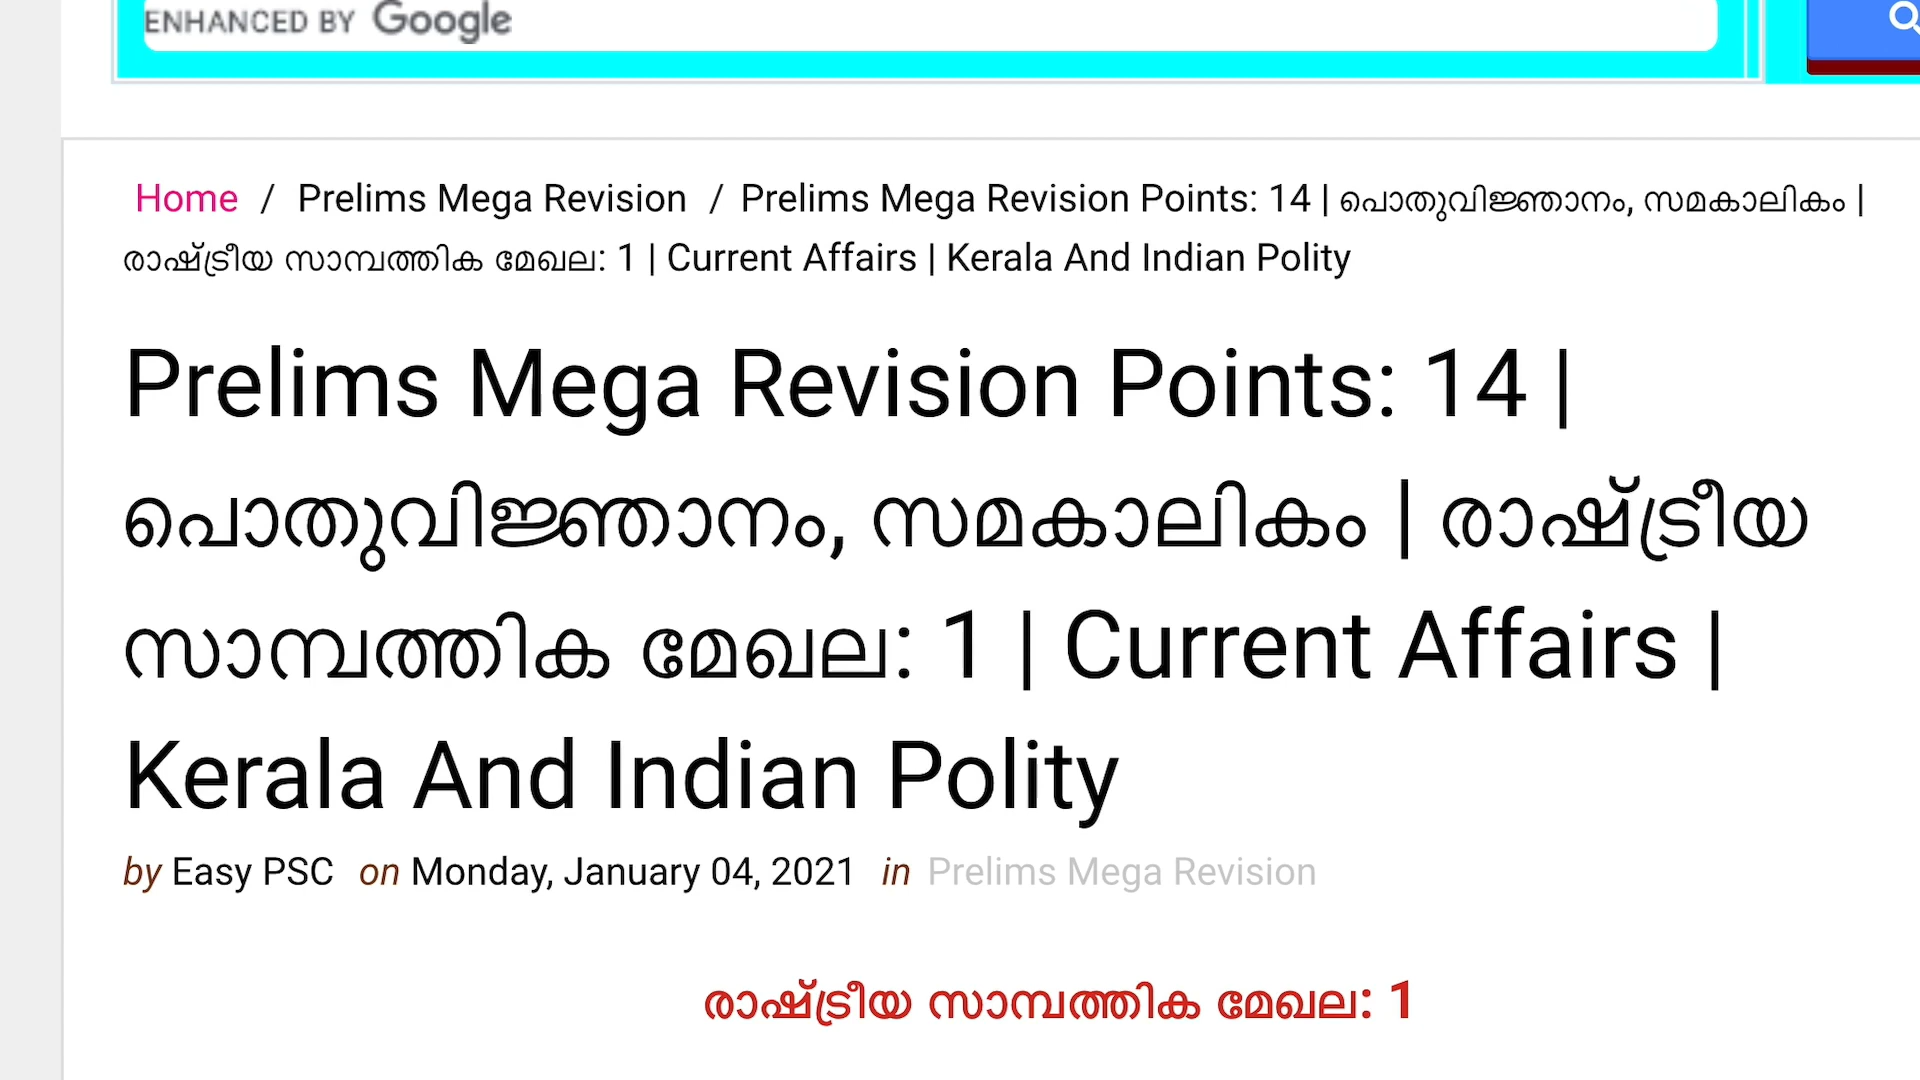 ENHANCED BY Google
Home / Prelims Mega Revision / Prelims Mega Revision Points: 14 | പൊതുവിജ്ഞാനം, സമകാലികം |
രാഷ്ട്രീയ സാമ്പത്തിക മേഖല: 1 | Current Affairs | Kerala And Indian Polity
Prelims Mega Revision Points: 14 |
പൊതുവിജ്ഞാനം, സമകാലികം | രാഷ്ട്രീയ
സാമ്പത്തിക മേഖല: 1 | Current Affairs |
Kerala And Indian Polity
by Easy PSC on Monday, January 04, 2021 in Prelims Mega Revision
രാഷ്ട്രീയ സാമ്പത്തിക മേഖല: 1